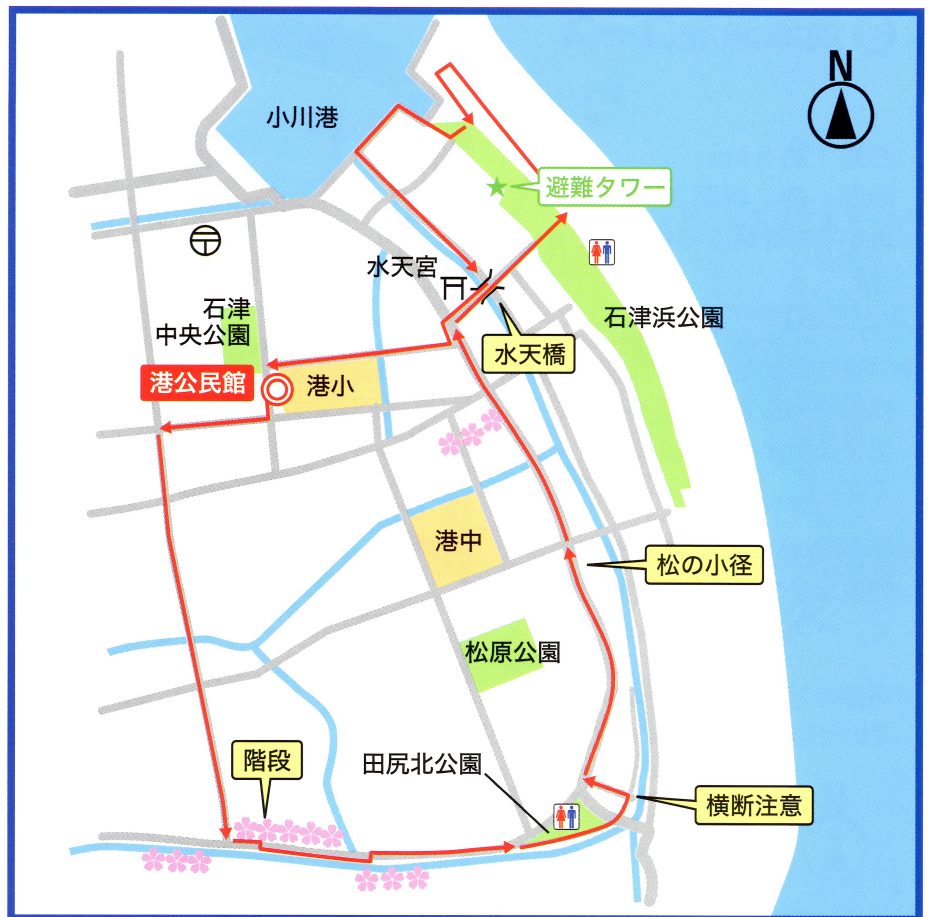 N
小川港
避難タワー
水天宮
石津
中央公園
石津浜公園
水天橋
港公民館
港小
港中
松の小径
松原公園
階段
田尻北公園
横断注意